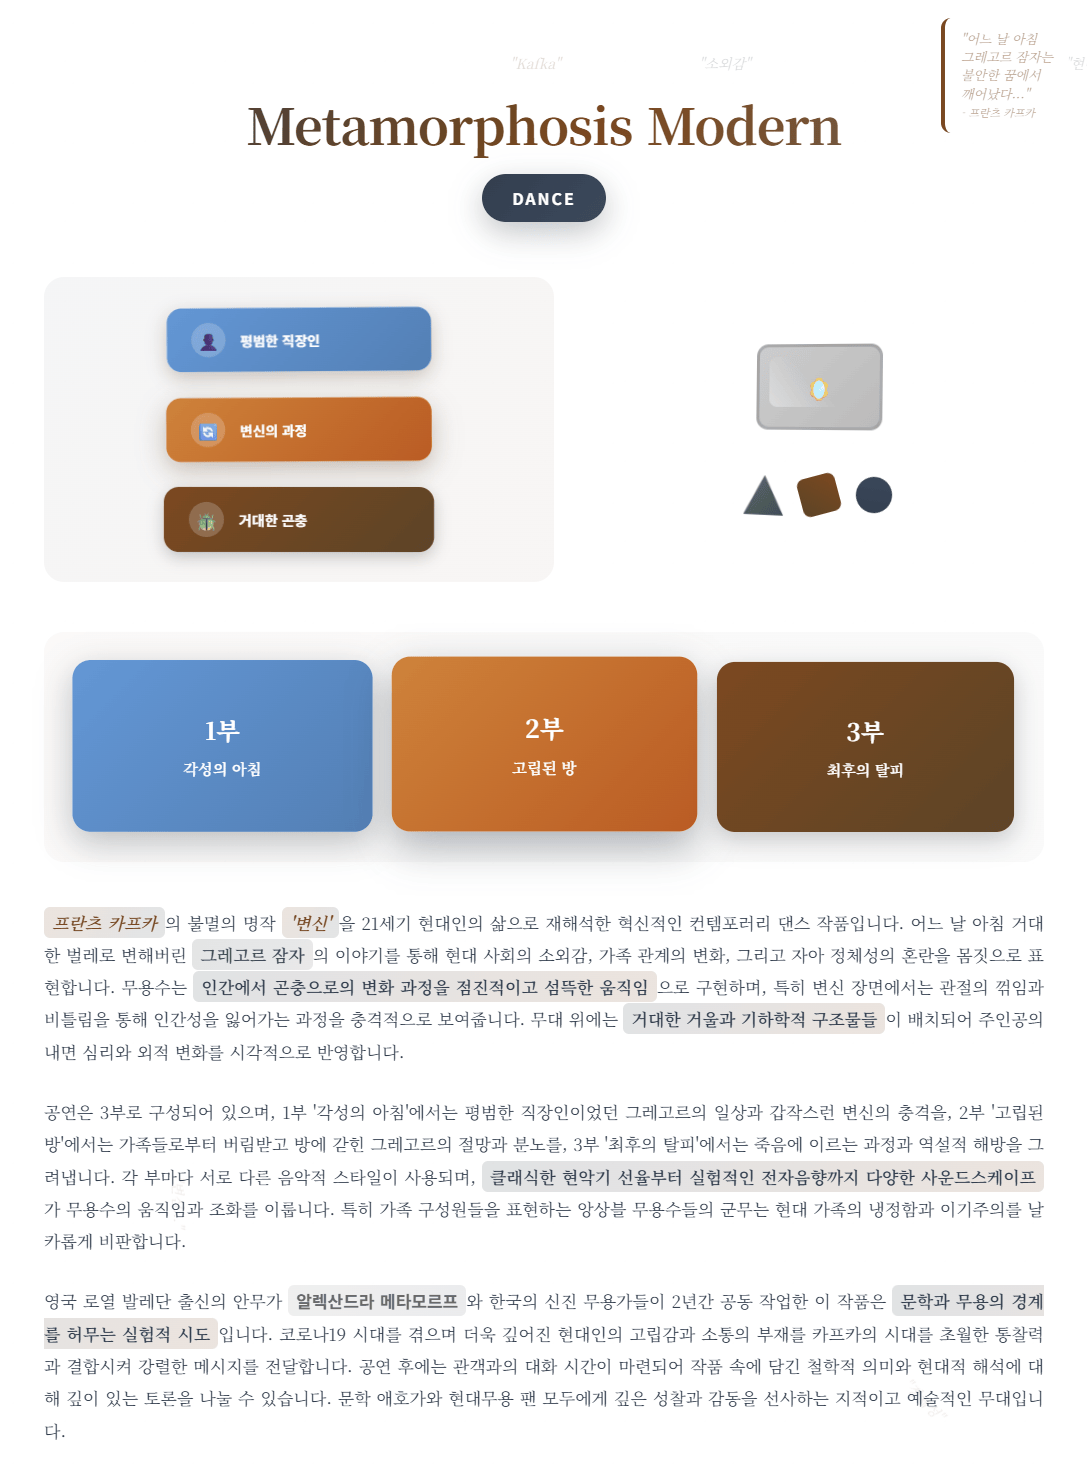 "어느 날 아침
그레고르 잠자는
불안한 꿈에서
깨어났다..."
- 프란츠 카프카
"Kafka"
"소외감"
"현
Metamorphosis Modern
DANCE
평범한 직장인
변신의 과정
거대한 곤충
1부
각성의 아침
2부
고립된 방
3부
최후의 탈피
프란츠 카프카의 불멸의 명작 '변신'을 21세기 현대인의 삶으로 재해석한 혁신적인 컨템포러리 댄스 작품입니다. 어느 날 아침 거대
한 벌레로 변해버린 그레고르 잠자의 이야기를 통해 현대 사회의 소외감, 가족 관계의 변화, 그리고 자아 정체성의 혼란을 몸짓으로 표
현합니다. 무용수는 인간에서 곤충으로의 변화 과정을 점진적이고 섬뜩한 움직임으로 구현하며, 특히 변신 장면에서는 관절의 꺾임과
비틀림을 통해 인간성을 잃어가는 과정을 충격적으로 보여줍니다. 무대 위에는 거대한 거울과 기하학적 구조물들이 배치되어 주인공의
내면 심리와 외적 변화를 시각적으로 반영합니다.
공연은 3부로 구성되어 있으며, 1부 '각성의 아침'에서는 평범한 직장인이었던 그레고르의 일상과 갑작스런 변신의 충격을, 2부 '고립된
방'에서는 가족들로부터 버림받고 방에 갇힌 그레고르의 절망과 분노를, 3부 '최후의 탈피'에서는 죽음에 이르는 과정과 역설적 해방을 그
려냅니다. 각 부마다 서로 다른 음악적 스타일이 사용되며, 클래식한 현악기 선율부터 실험적인 전자음향까지 다양한 사운드스케이프
가 무용수의 움직임과 조화를 이룹니다. 특히 가족 구성원들을 표현하는 앙상블 무용수들의 군무는 현대 가족의 냉정함과 이기주의를 날
카롭게 비판합니다.
영국 로열 발레단 출신의 안무가 알렉산드라 메타모르프와 한국의 신진 무용가들이 2년간 공동 작업한 이 작품은 문학과 무용의 경계
를 허무는 실험적 시도입니다. 코로나19 시대를 겪으며 더욱 깊어진 현대인의 고립감과 소통의 부재를 카프카의 시대를 초월한 통찰력
과 결합시켜 강렬한 메시지를 전달합니다. 공연 후에는 관객과의 대화 시간이 마련되어 작품 속에 담긴 철학적 의미와 현대적 해석에 대
해 깊이 있는 토론을 나눌 수 있습니다. 문학 애호가와 현대무용 팬 모두에게 깊은 성찰과 감동을 선사하는 지적이고 예술적인 무대입니
다.